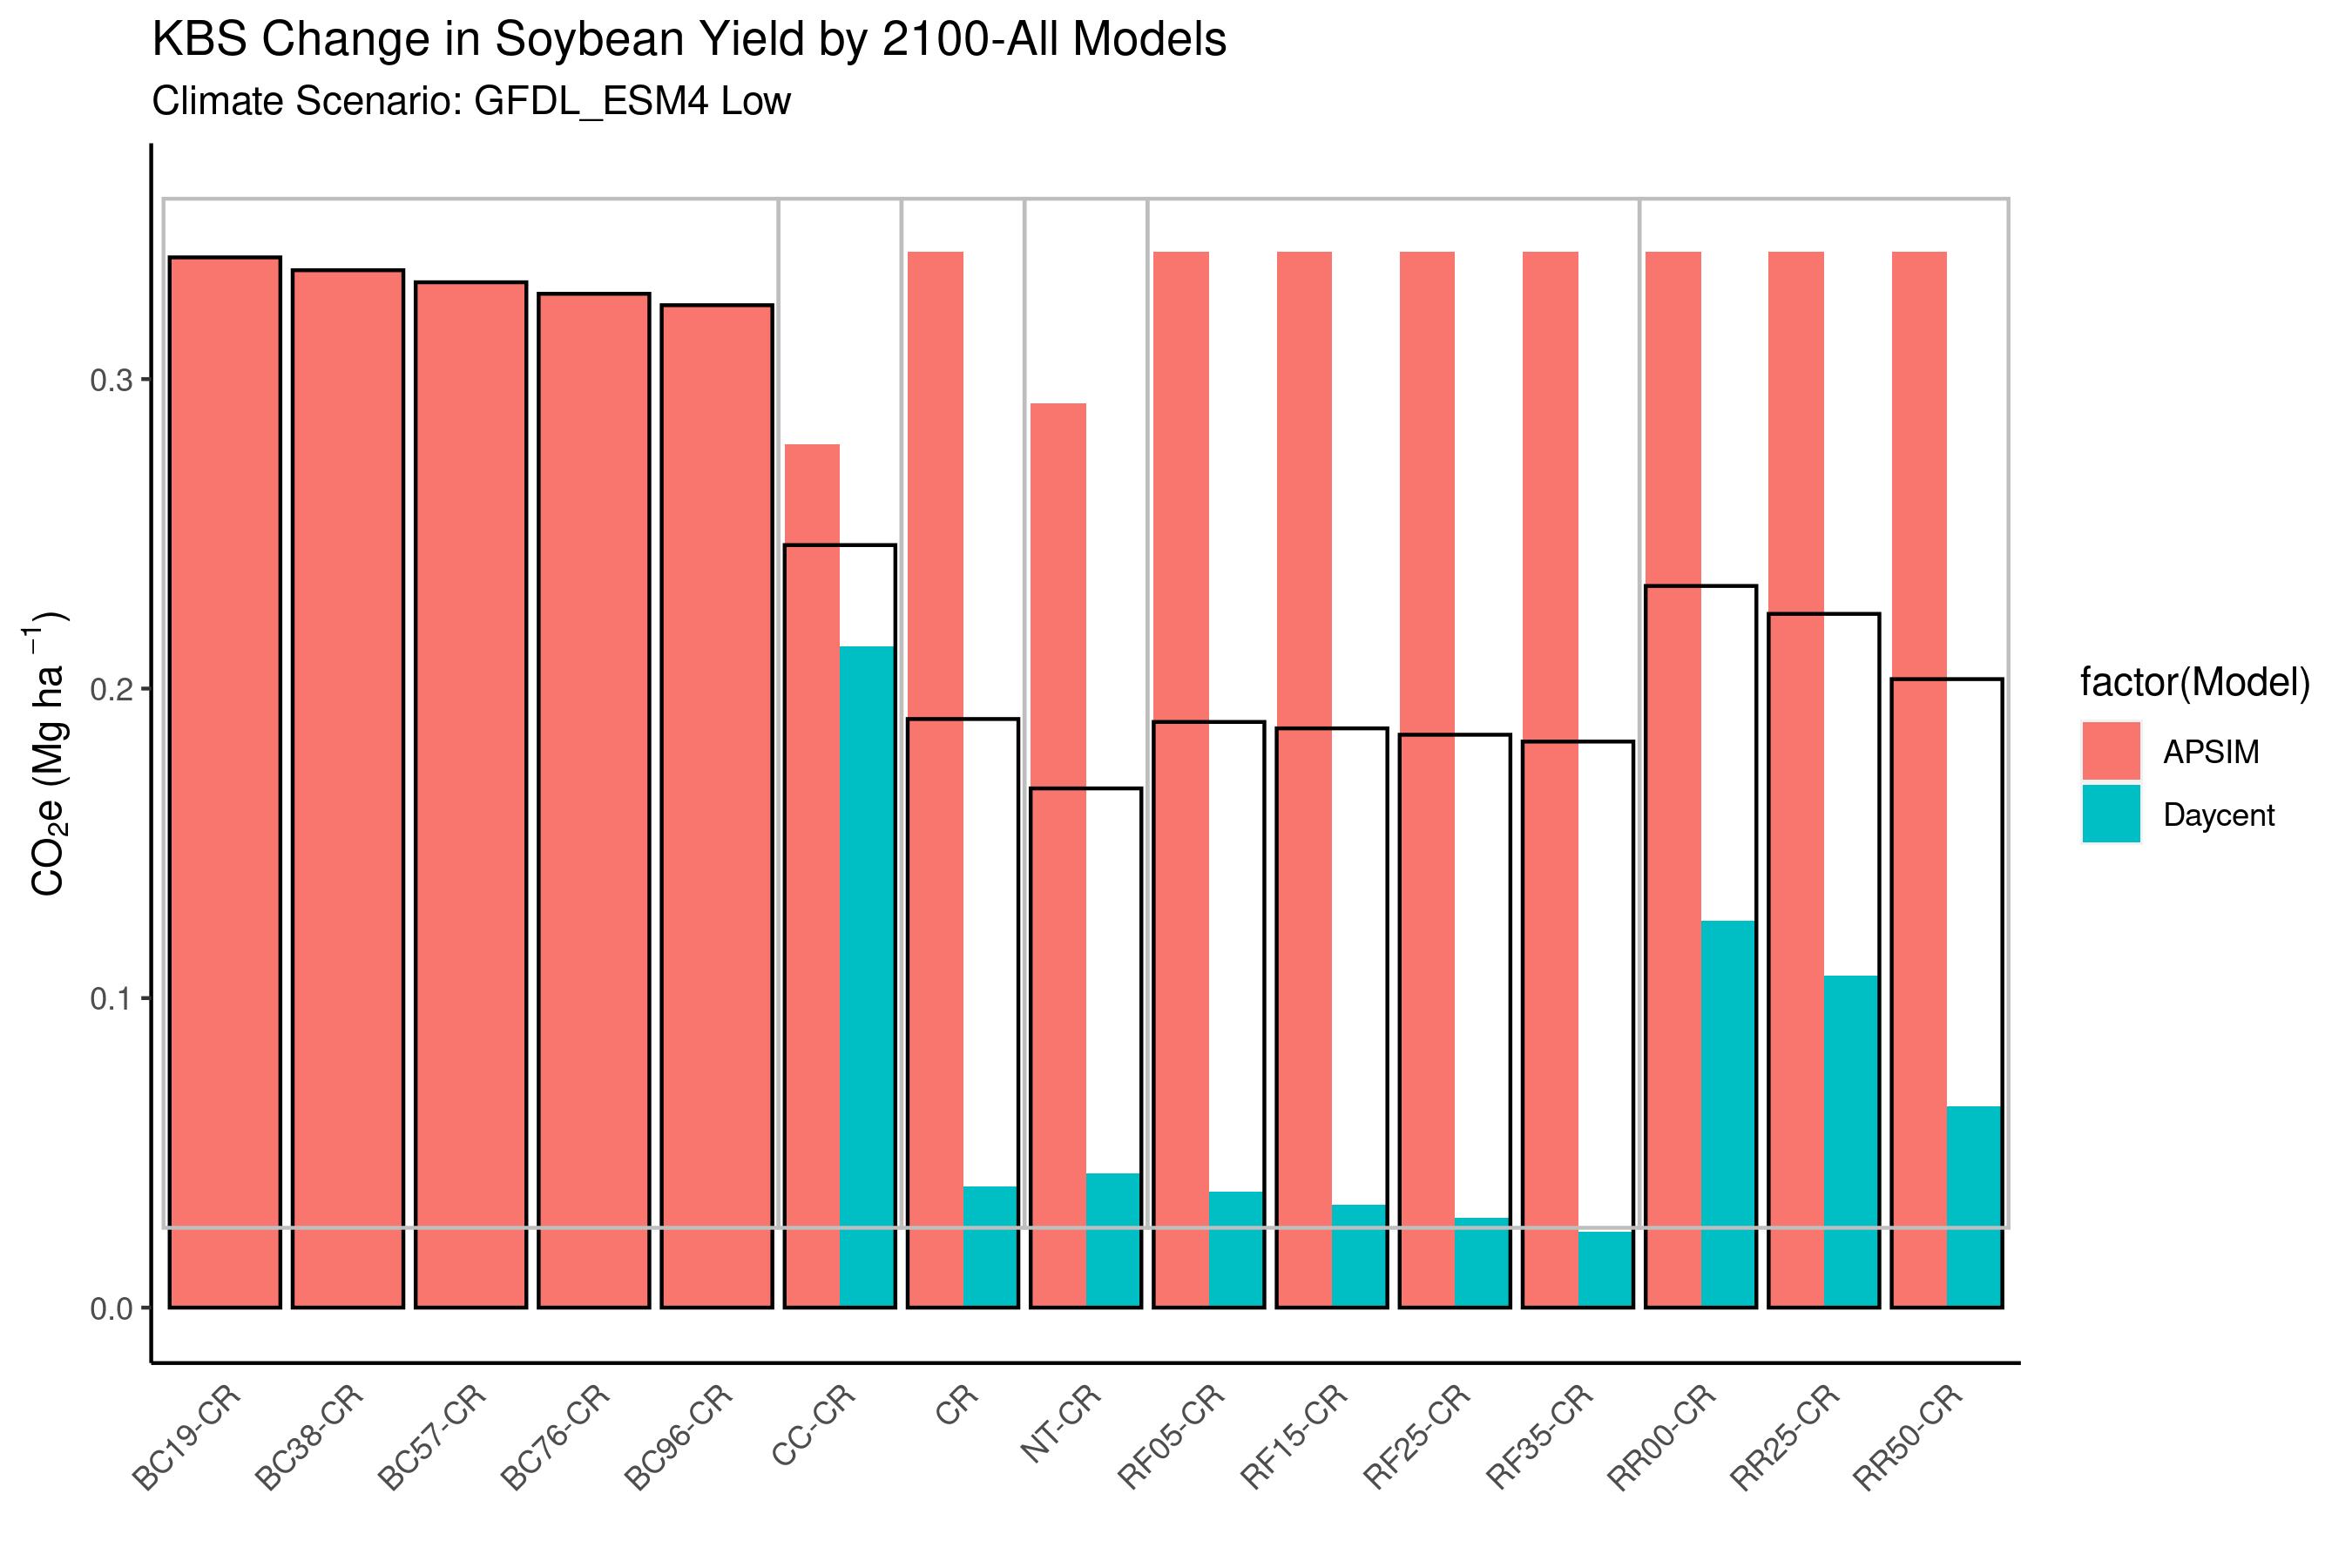 KBS Change in Soybean Yield by 2100-All Models
Climate Scenario: GFDL_ESM4 Low
CO₂e (Mg ha ⁻¹)
0.3
0.2
0.1
0.0
BC19-CR
BC38-CR
BC57-CR
BC76-CR
BC96-CR
CC-CR
CR
NT-CR
RF05-CR
RF15-CR
RF25-CR
RF35-CR
RR00-CR
RR25-CR
RR50-CR
factor(Model)
APSIM
Daycent